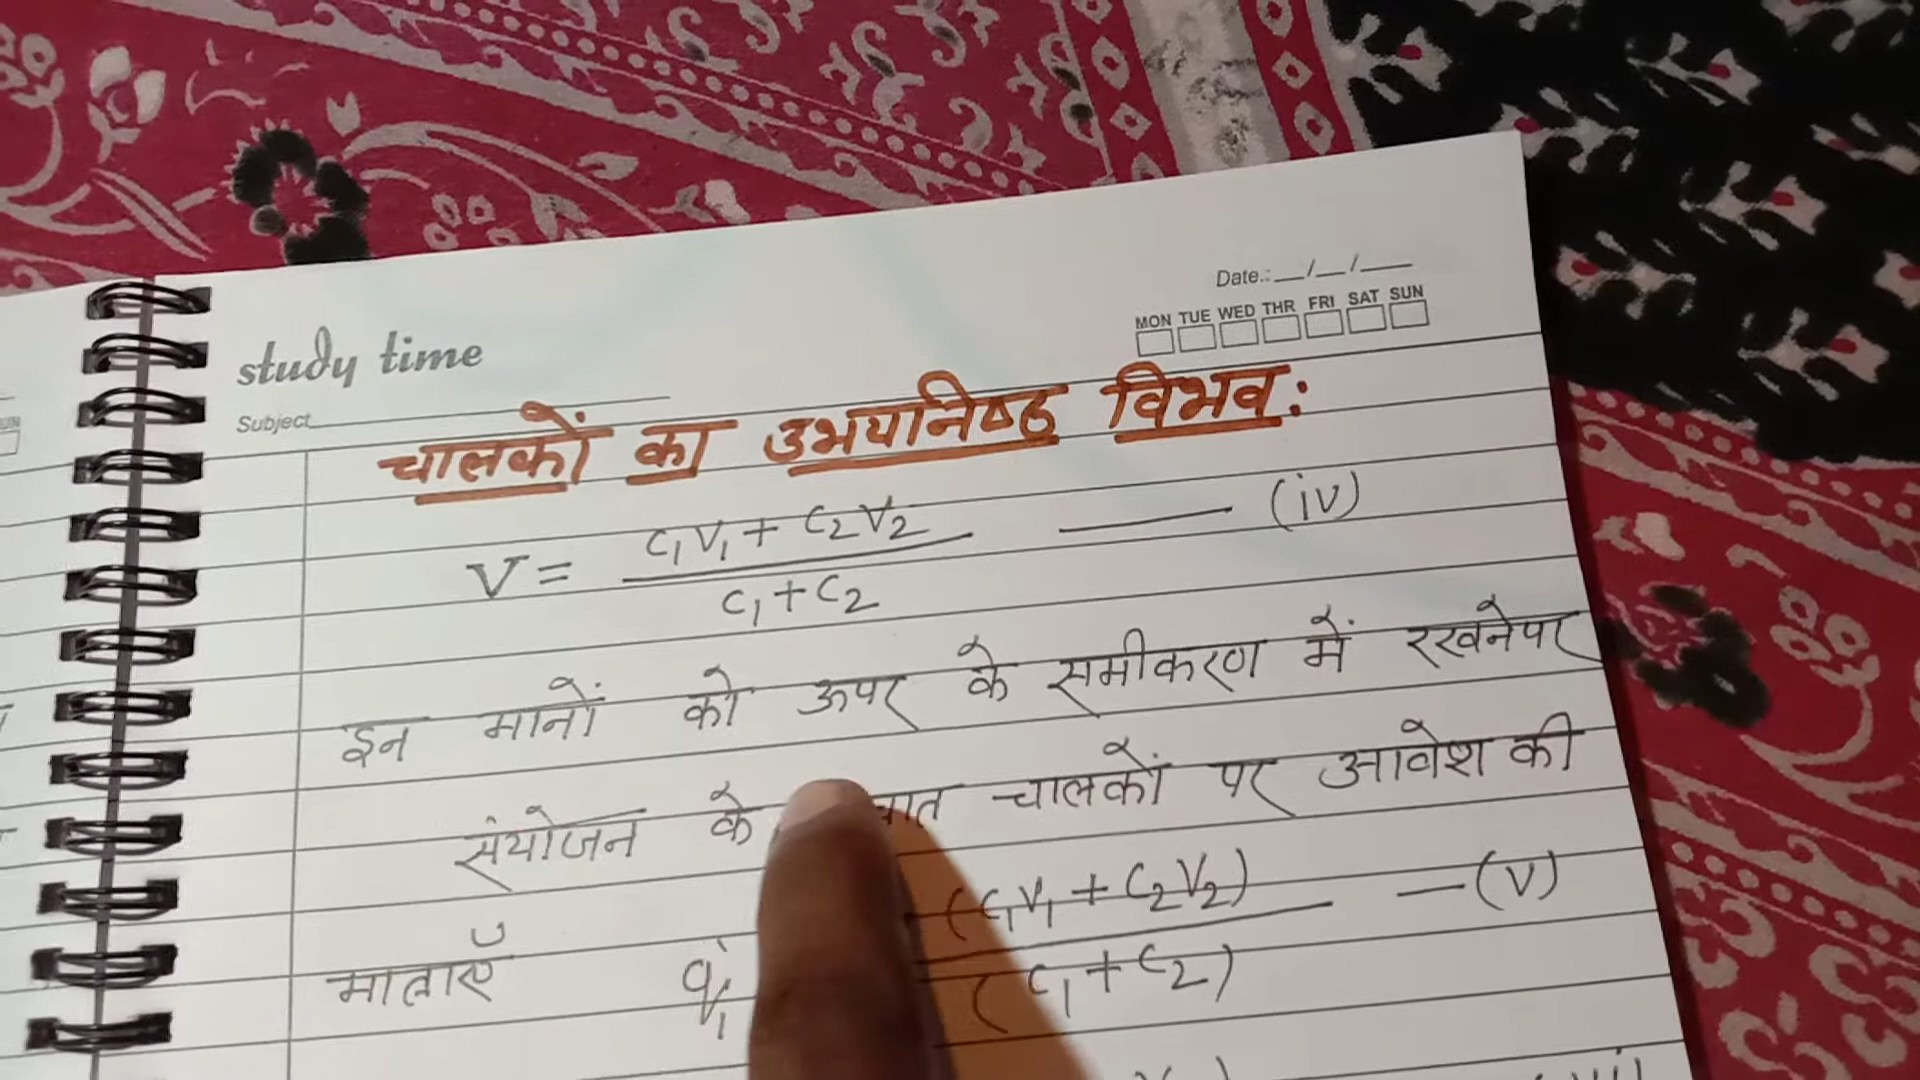 Date.: __/__/___
MON TUE WED THR FRI SAT SUN
study time
Subject
चालकों का उभयनिष्ठ विभव:
V = (C₁V₁ + C₂V₂) / (C₁ + C₂) —— (iv)
इन मानों को ऊपर के समीकरण में रखनेपर
संयोजन के चालकों पर आवेश की
मात्राएँ q₁' (C₁V₁ + C₂V₂) / (C₁ + C₂) — (v)